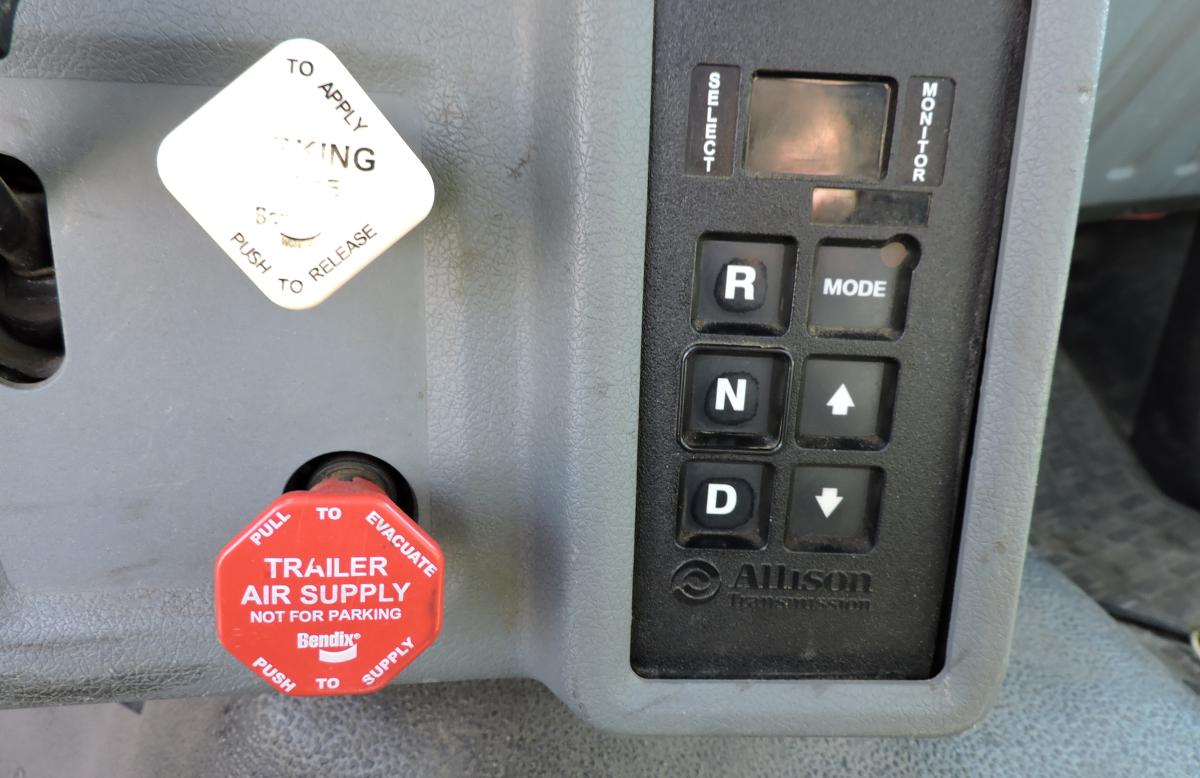 TO APPLY
PUSH TO RELEASE
PULL TO EVACUATE
TRAILER
AIR SUPPLY
NOT FOR PARKING
Bendix®
PUSH TO SUPPLY
SELECT
MONITOR
R
MODE
N
D
Allison
Transmission